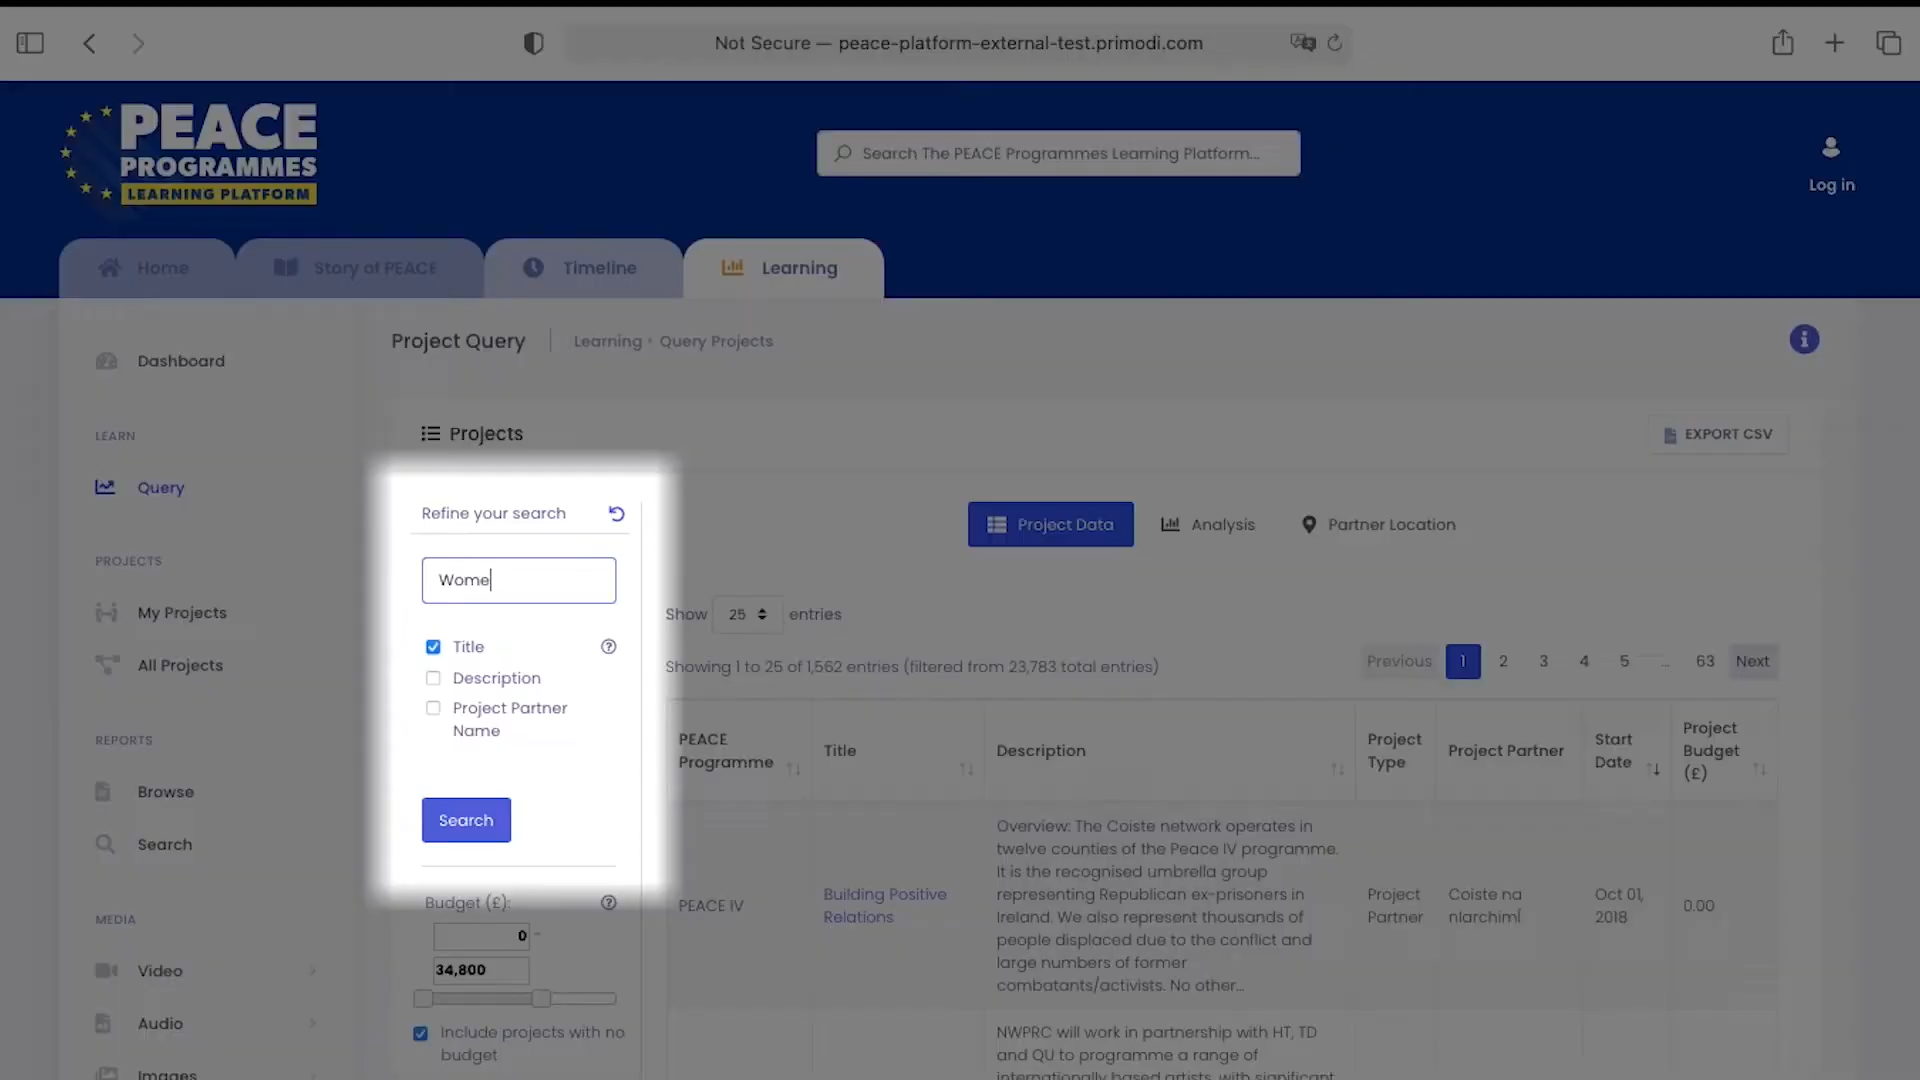 Not Secure — peace-platform-external-test.primodi.com
PEACE
PROGRAMMES
LEARNING PLATFORM
Search The PEACE Programmes Learning Platform...
Log in
Home
Story of PEACE
Timeline
Learning
Project Query
Learning • Query Projects
Dashboard
LEARN
Query
PROJECTS
My Projects
All Projects
REPORTS
Browse
Search
MEDIA
Video
Audio
Images
Projects
EXPORT CSV
Refine your search
Wome
Title
Description
Project Partner
Name
Search
Budget (£):
0 -
34,800
Include projects with no
budget
Project Data
Analysis
Partner Location
Show 25 entries
Showing 1 to 25 of 1,562 entries (filtered from 23,783 total entries)
Previous 1 2 3 4 5 ... 63 Next
PEACE
Programme
Title
Description
Project
Type
Project Partner
Start
Date
Project
Budget
(£)
PEACE IV
Building Positive
Relations
Overview: The Coiste network operates in
twelve counties of the Peace IV programme.
It is the recognised umbrella group
representing Republican ex-prisoners in
Ireland. We also represent thousands of
people displaced due to the conflict and
large numbers of former
combatants/activists. No other...
Project
Partner
Coiste na
nIarchimí
Oct 01,
2018
0.00
NWPRC will work in partnership with HT, TD
and QU to programme a range of
internationally based artists, with significant